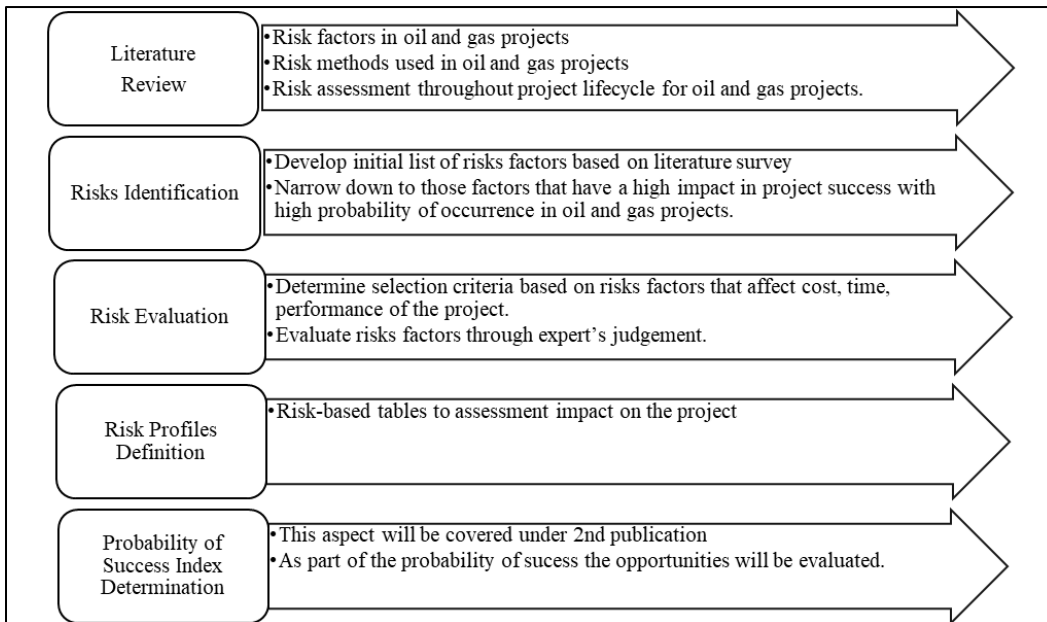 Literature
Review
•Risk factors in oil and gas projects
•Risk methods used in oil and gas projects
•Risk assessment throughout project lifecycle for oil and gas projects.
Risks Identification
•Develop initial list of risks factors based on literature survey
•Narrow down to those factors that have a high impact in project success with
high probability of occurrence in oil and gas projects.
Risk Evaluation
•Determine selection criteria based on risks factors that affect cost, time,
performance of the project.
•Evaluate risks factors through expert’s judgement.
Risk Profiles
Definition
•Risk-based tables to assessment impact on the project
Probability of
Success Index
Determination
•This aspect will be covered under 2nd publication
•As part of the probability of sucess the opportunities will be evaluated.